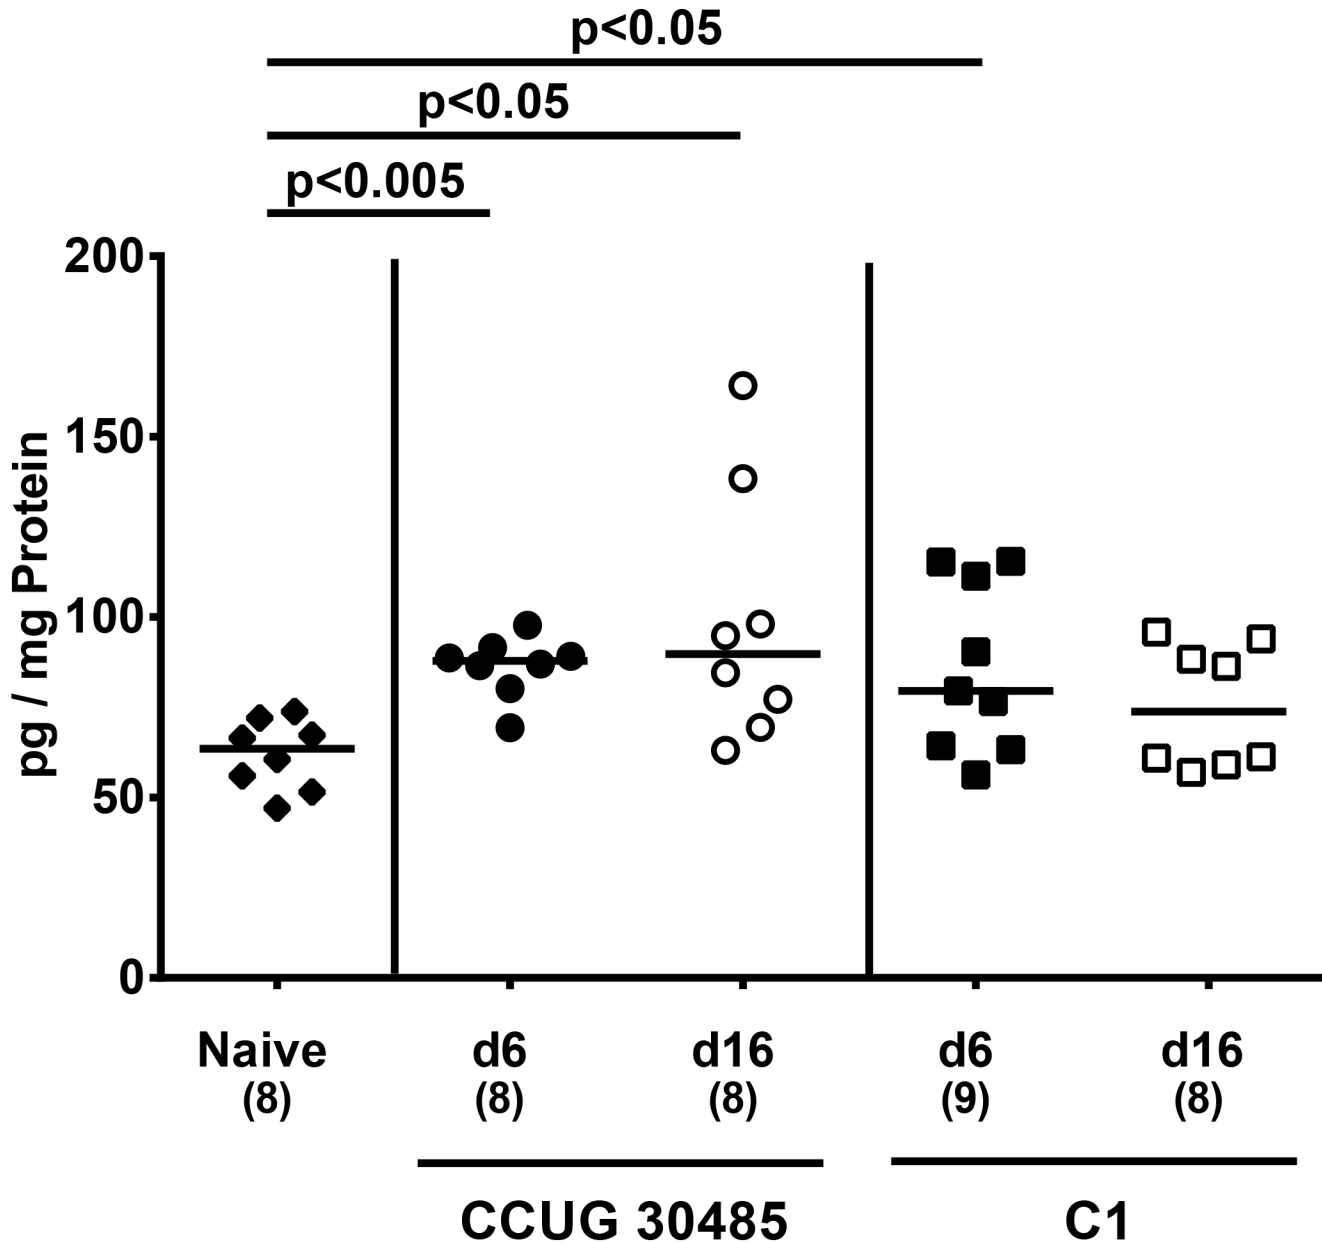 p<0.05
p<0.05
p<0.005
pg / mg Protein
200
150
100
50
0
Naive d6 d16 d6 d16
(8) (8) (8) (9) (8)
CCUG 30485 C1